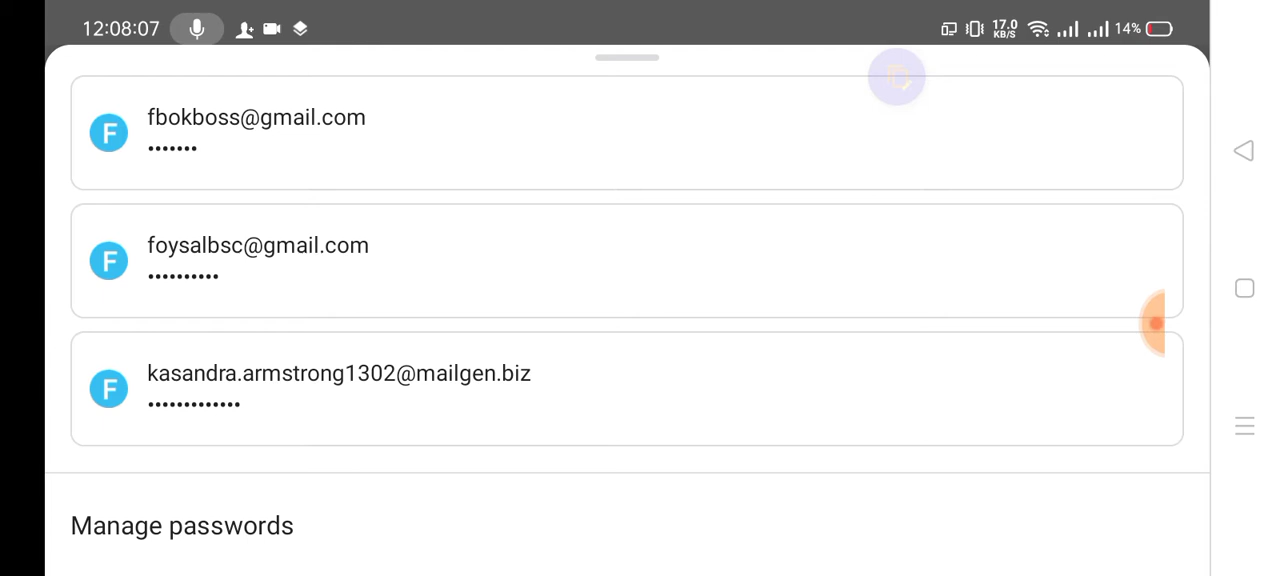 12:08:07 17.0 KB/S 14%
F fbokboss@gmail.com
•••••••
F foysalbsc@gmail.com
••••••••••
F kasandra.armstrong1302@mailgen.biz
•••••••••••••
Manage passwords